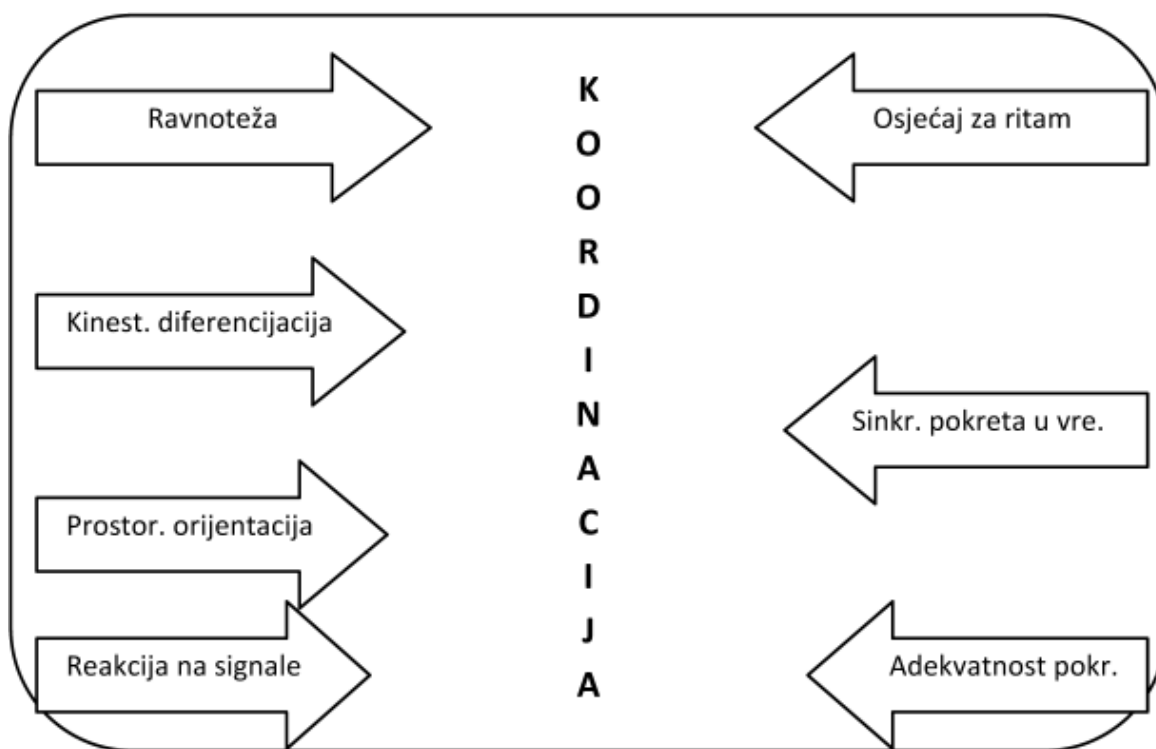 Ravnoteža
Kinest. diferencijacija
Prostor. orijentacija
Reakcija na signale
K
O
O
R
D
I
N
A
C
I
J
A
Osjećaj za ritam
Sinkr. pokreta u vre.
Adekvatnost pokr.